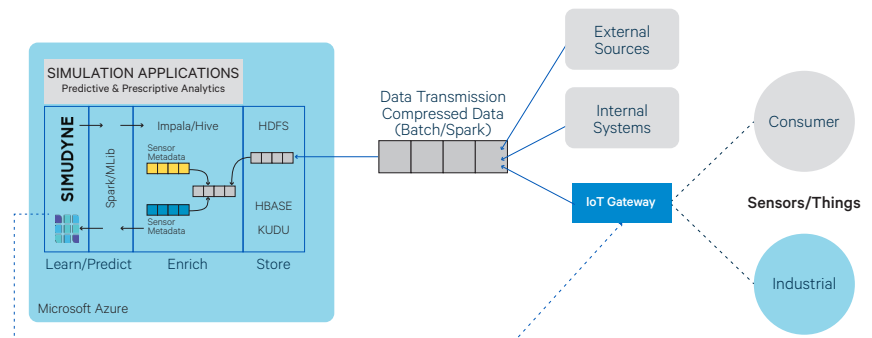 SIMULATION APPLICATIONS
Predictive & Prescriptive Analytics
SIMUDYNE
Spark/MLib
Impala/Hive
Sensor
Metadata
Sensor
Metadata
HDFS
HBASE
KUDU
Learn/Predict
Enrich
Store
Microsoft Azure
Data Transmission
Compressed Data
(Batch/Spark)
External
Sources
Internal
Systems
IoT Gateway
Consumer
Sensors/Things
Industrial